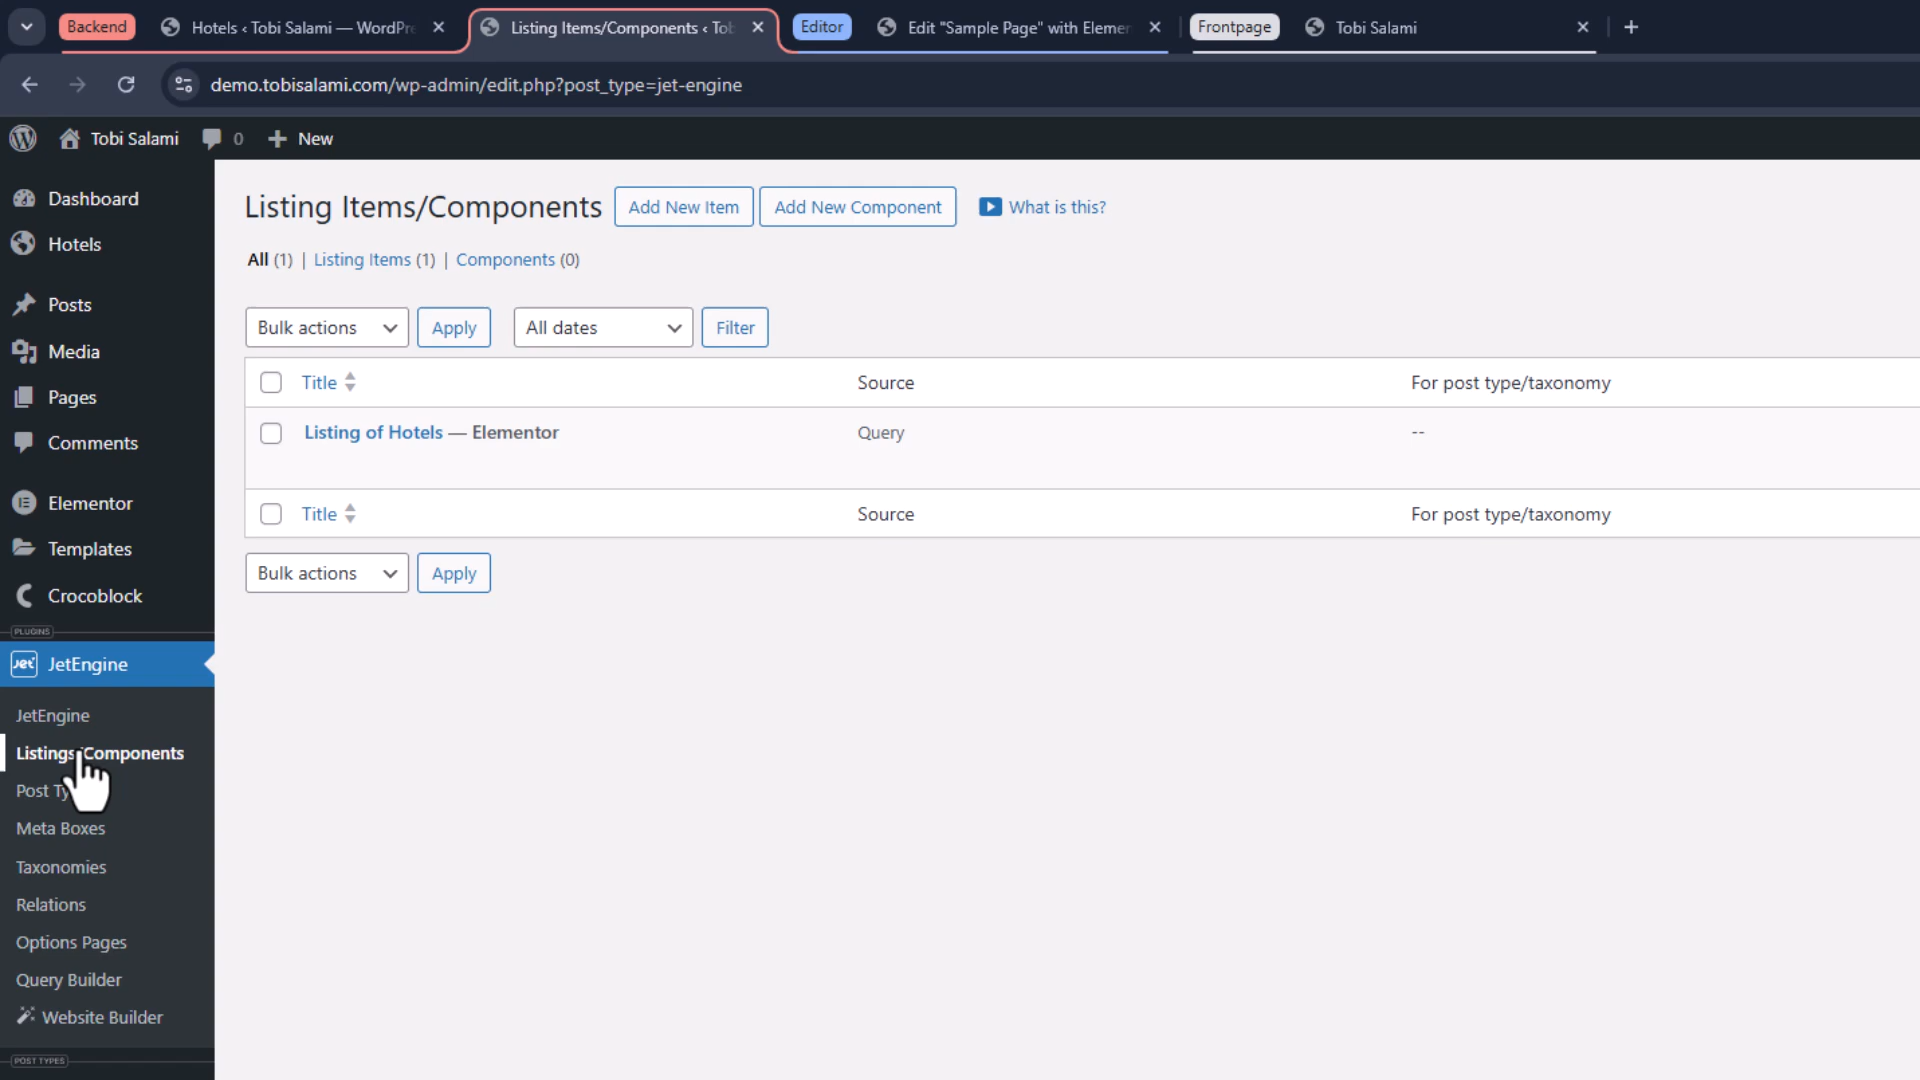 Backend
Hotels ‹ Tobi Salami — WordPre
Listing Items/Components ‹ Tob
Editor
Edit "Sample Page" with Elemer
Frontpage
Tobi Salami
demo.tobisalami.com/wp-admin/edit.php?post_type=jet-engine
Tobi Salami
0
New
Dashboard
Hotels
Posts
Media
Pages
Comments
Elementor
Templates
Crocoblock
PLUGINS
Jet JetEngine
JetEngine
Listings/Components
Post Ty
Meta Boxes
Taxonomies
Relations
Options Pages
Query Builder
Website Builder
POST TYPES
Listing Items/Components
Add New Item
Add New Component
What is this?
All (1) | Listing Items (1) | Components (0)
Bulk actions
Apply
All dates
Filter
Title Source For post type/taxonomy
Listing of Hotels — Elementor Query --
Title Source For post type/taxonomy
Bulk actions
Apply